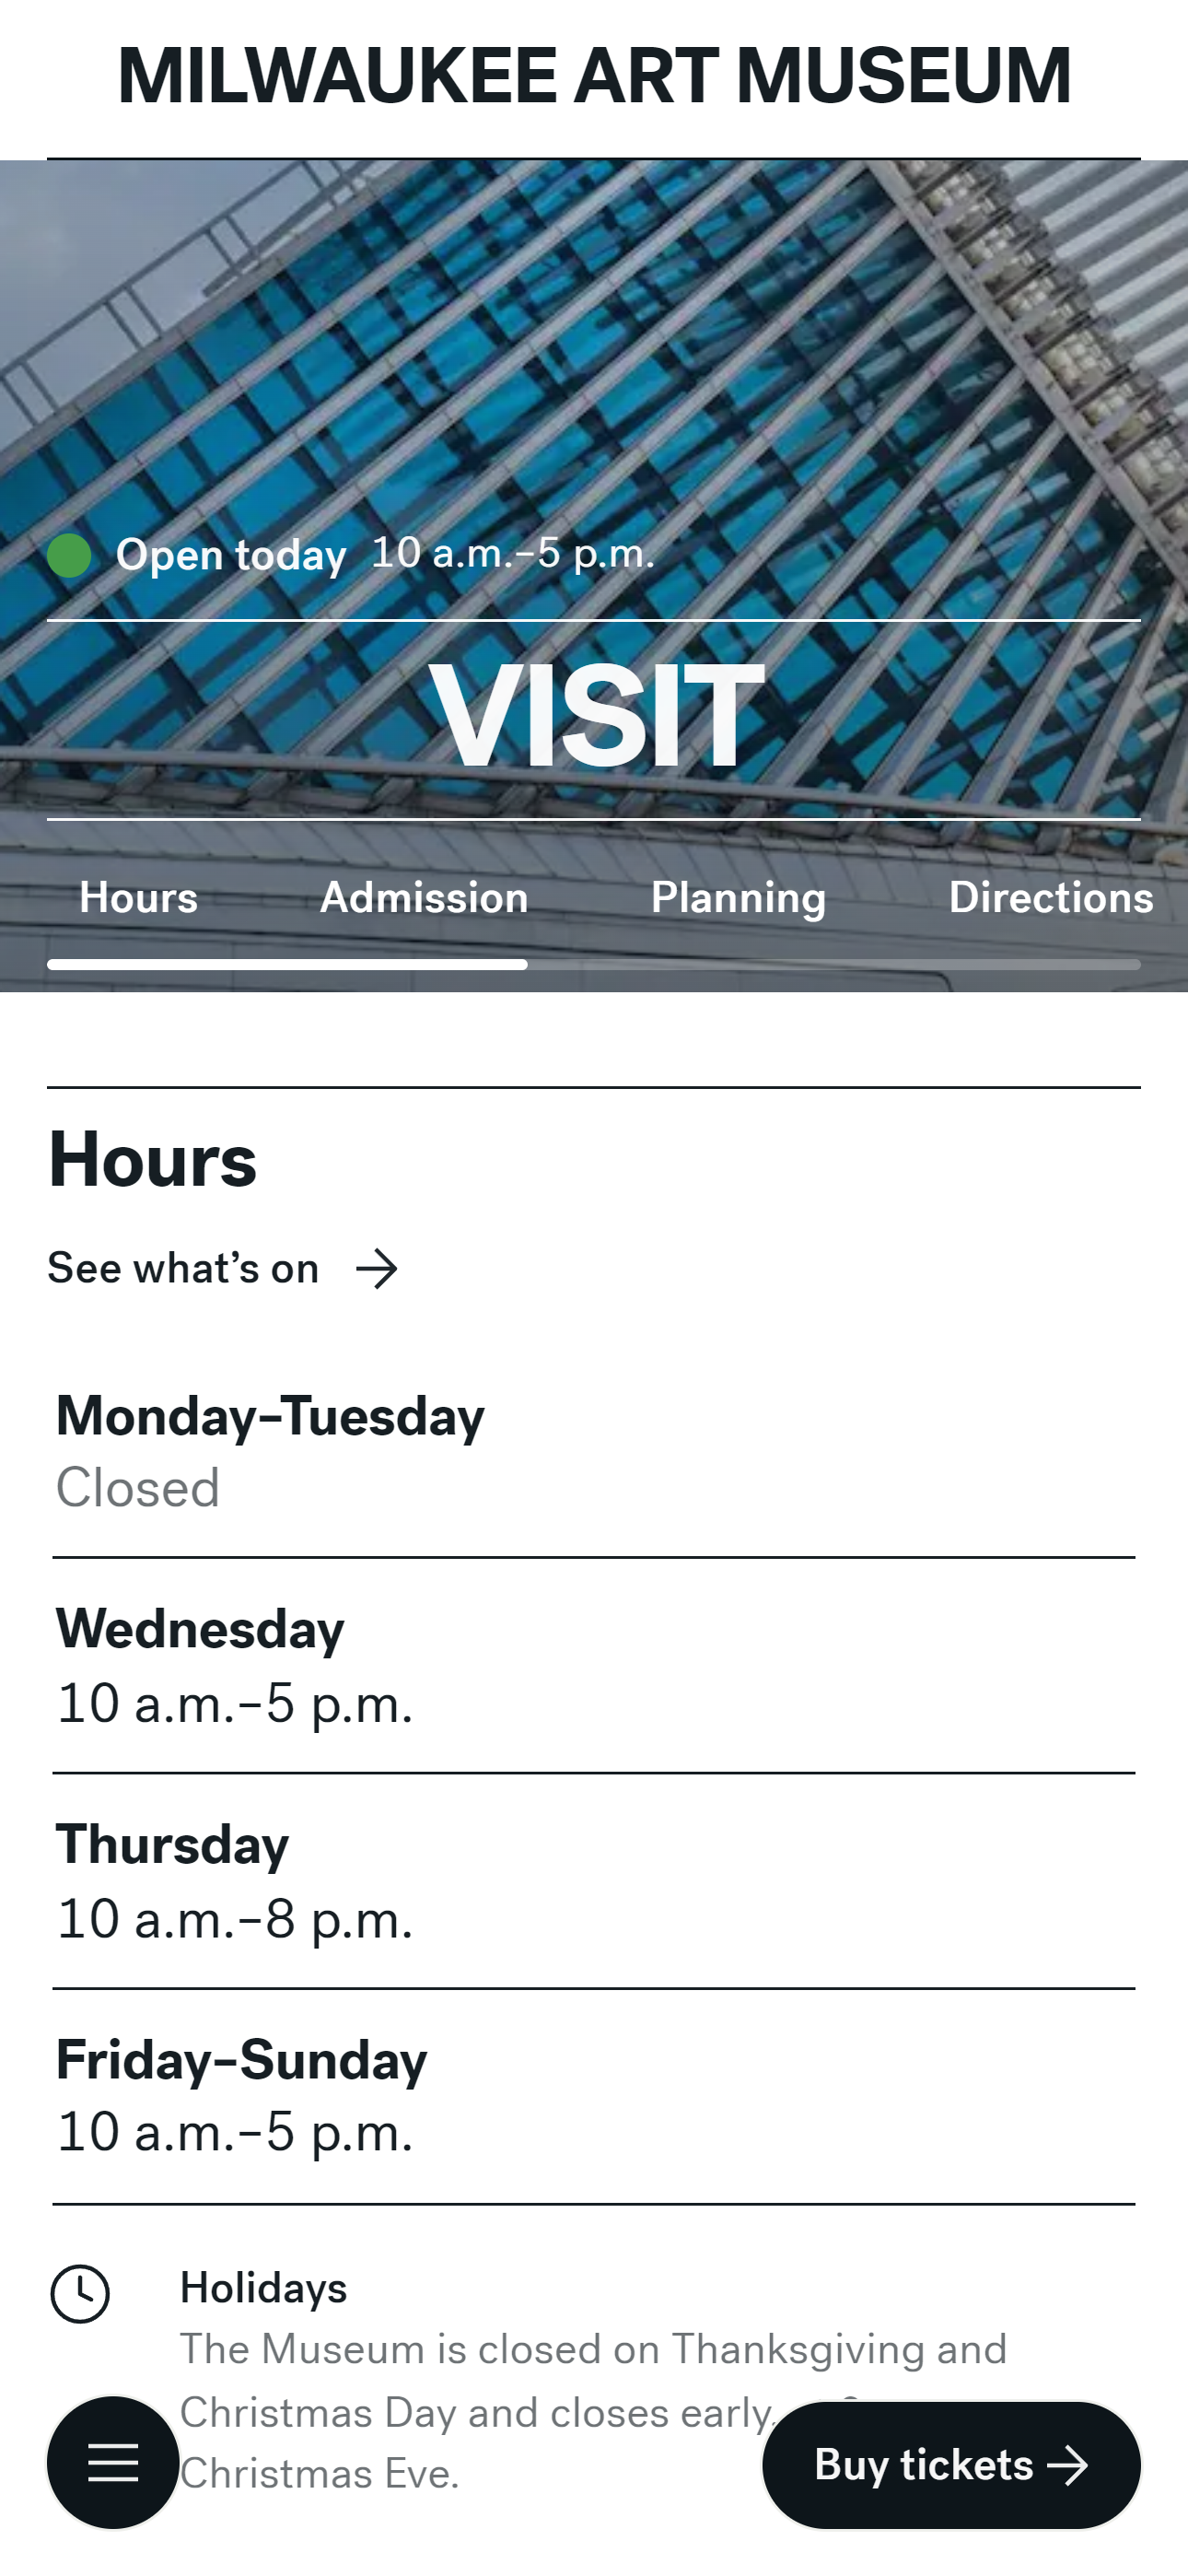 MILWAUKEE ART MUSEUM
Open today 10 a.m.–5 p.m.
VISIT
Hours Admission Planning Directions
Hours
See what’s on
Monday–Tuesday
Closed
Wednesday
10 a.m.–5 p.m.
Thursday
10 a.m.–8 p.m.
Friday–Sunday
10 a.m.–5 p.m.
Holidays
The Museum is closed on Thanksgiving and
Christmas Day and closes early,
Christmas Eve.
Buy tickets